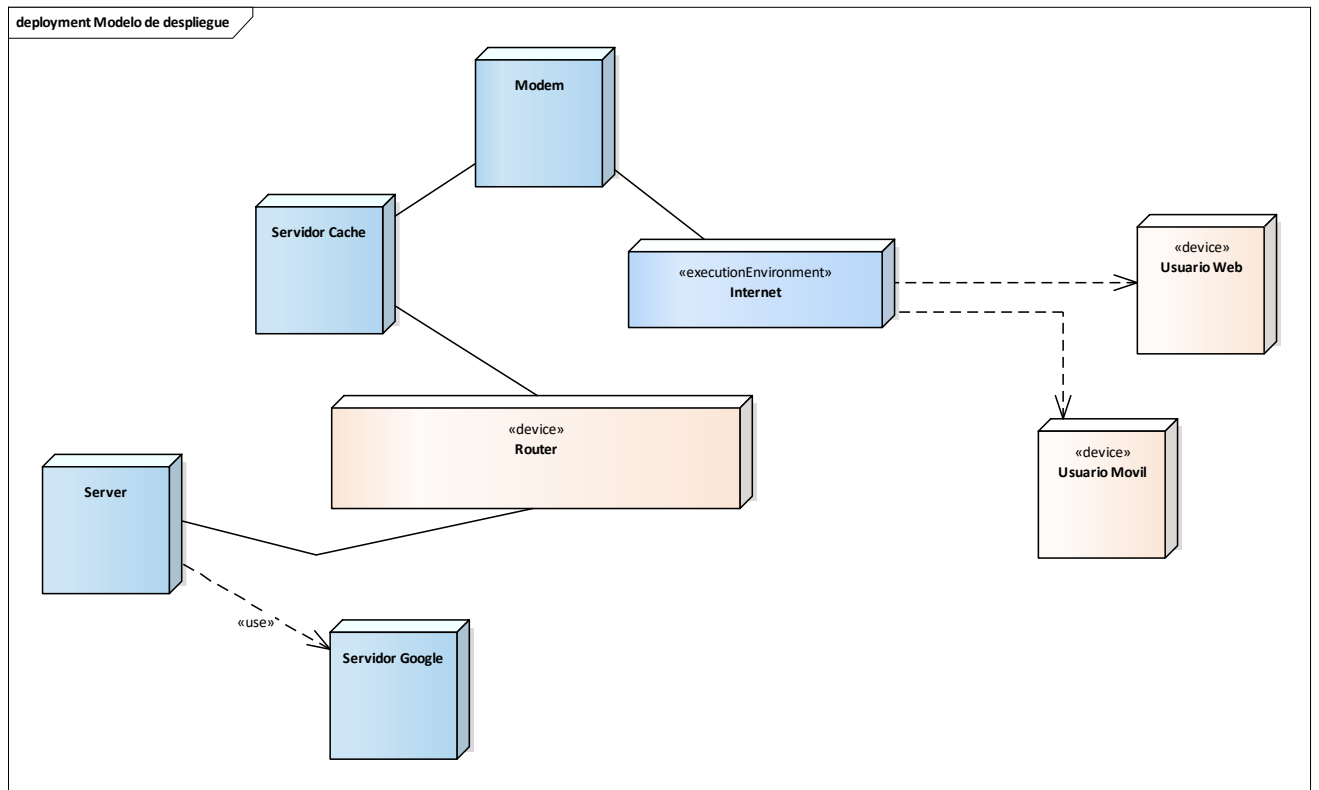 deployment Modelo de despliegue
Modem
Servidor Cache
«executionEnvironment»
Internet
«device»
Usuario Web
«device»
Router
«device»
Usuario Movil
Server
«use»
Servidor Google